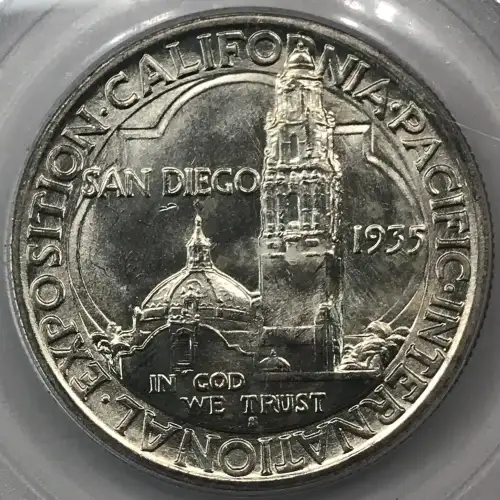 CALIFORNIA · PACIFIC · INTERNATIONAL · EXPOSITION ·
SAN DIEGO
1935
IN GOD
WE TRUST
S